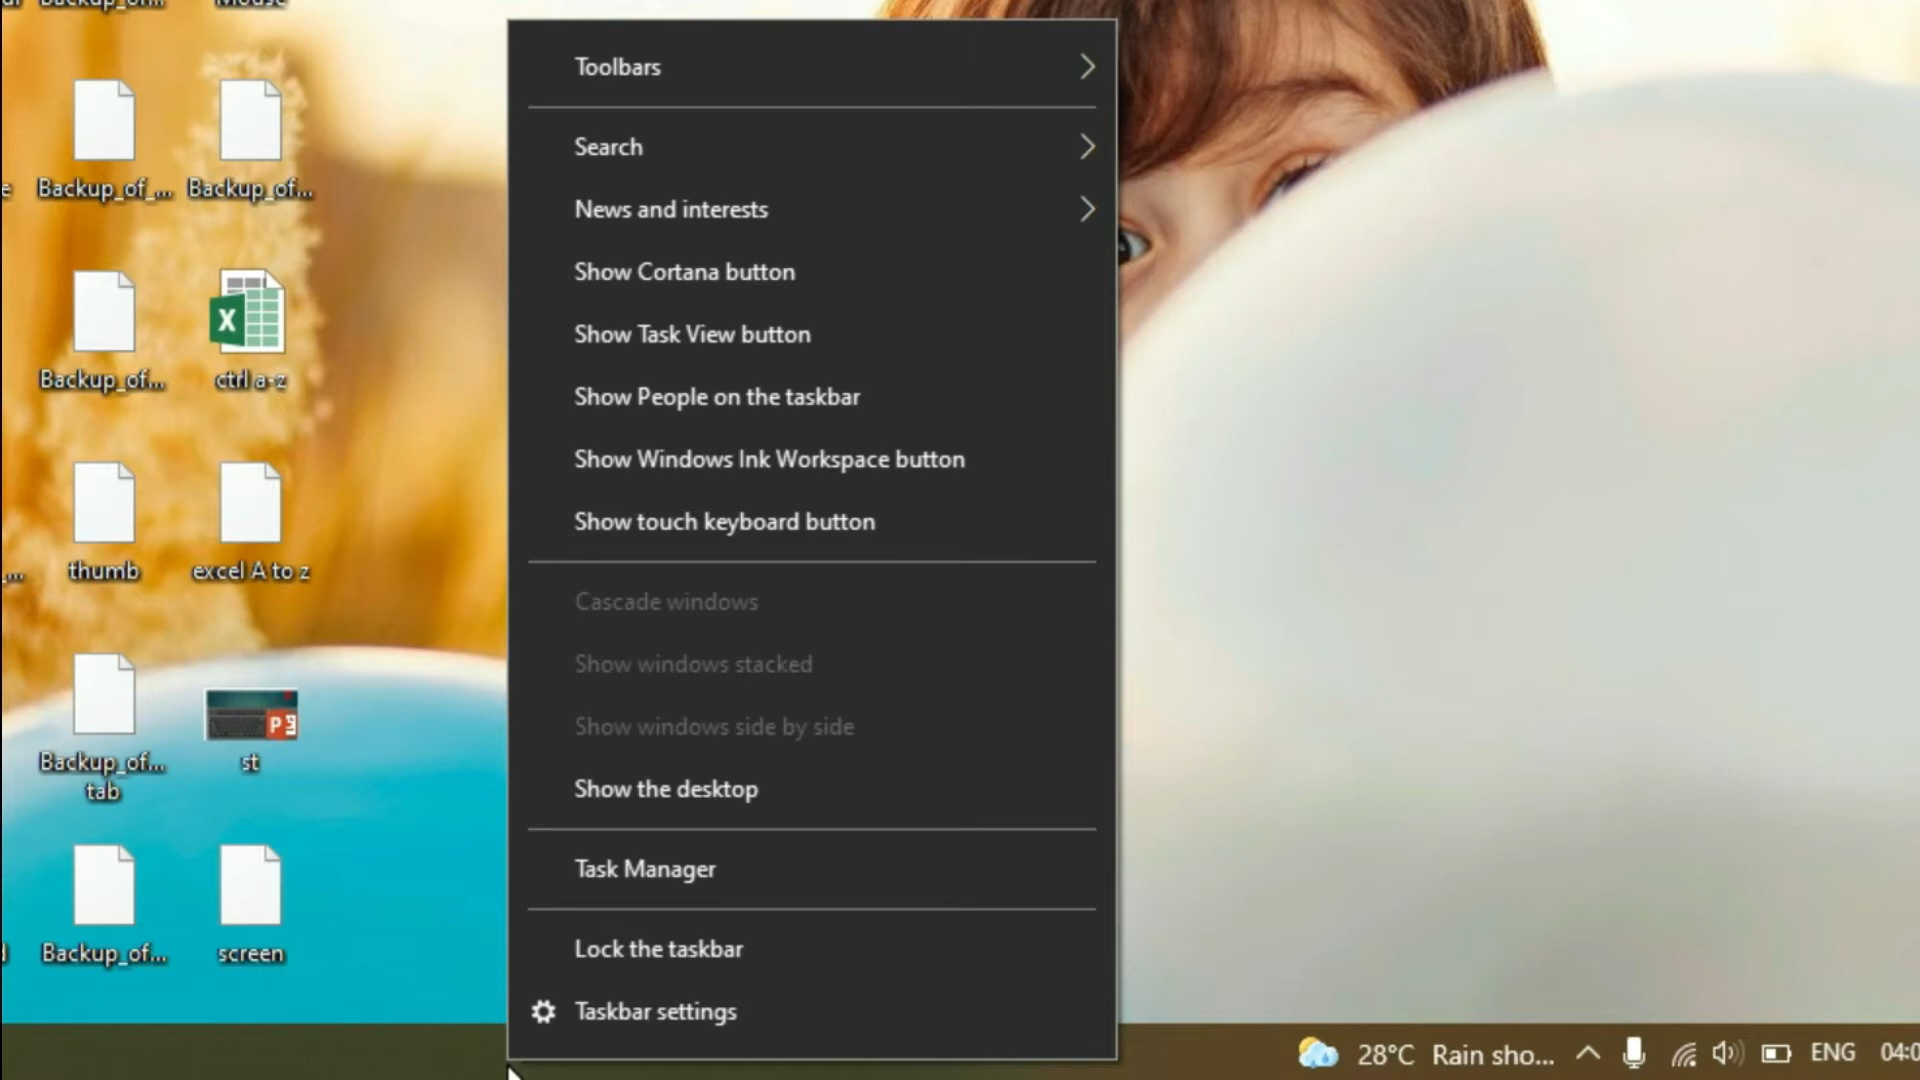 Backup_of...
Mouse
Backup_of_...
Backup_of...
Backup_of...
ctrl a-z
thumb
excel A to z
Backup_of...
tab
st
Backup_of...
screen
Toolbars
Search
News and interests
Show Cortana button
Show Task View button
Show People on the taskbar
Show Windows Ink Workspace button
Show touch keyboard button
Cascade windows
Show windows stacked
Show windows side by side
Show the desktop
Task Manager
Lock the taskbar
Taskbar settings
28°C Rain sho... ENG